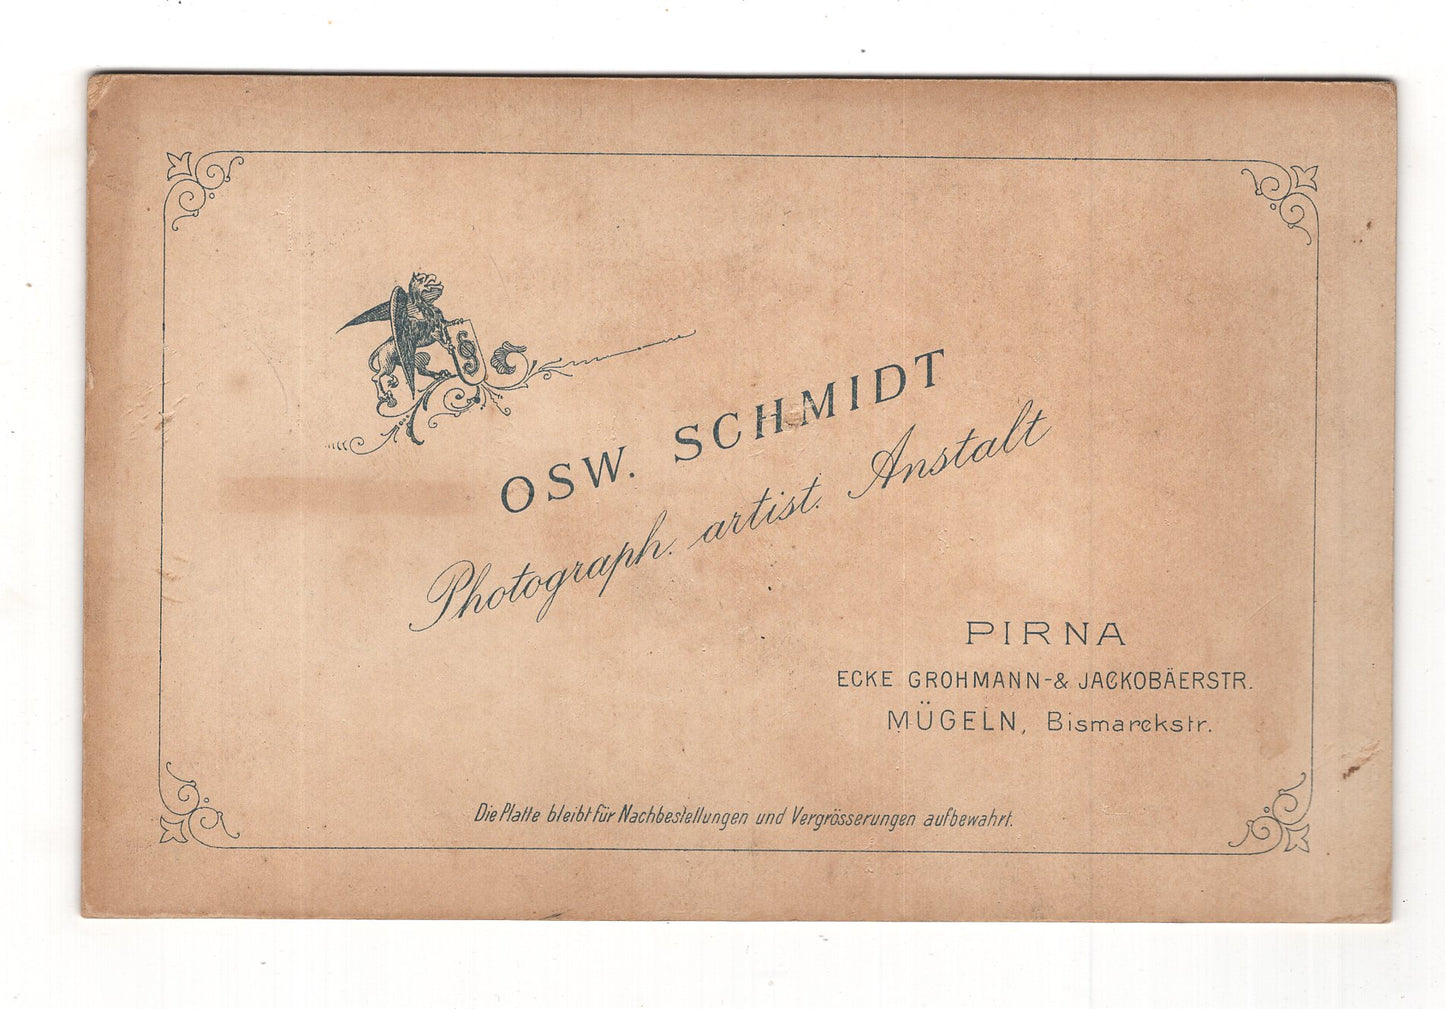 OSW. SCHMIDT
Photograph. artist. Anstalt
PIRNA
ECKE GROHMANN-& JACKOBÄERSTR.
MÜGELN, Bismarckstr.
Die Platte bleibt für Nachbestellungen und Vergrösserungen aufbewahrt.